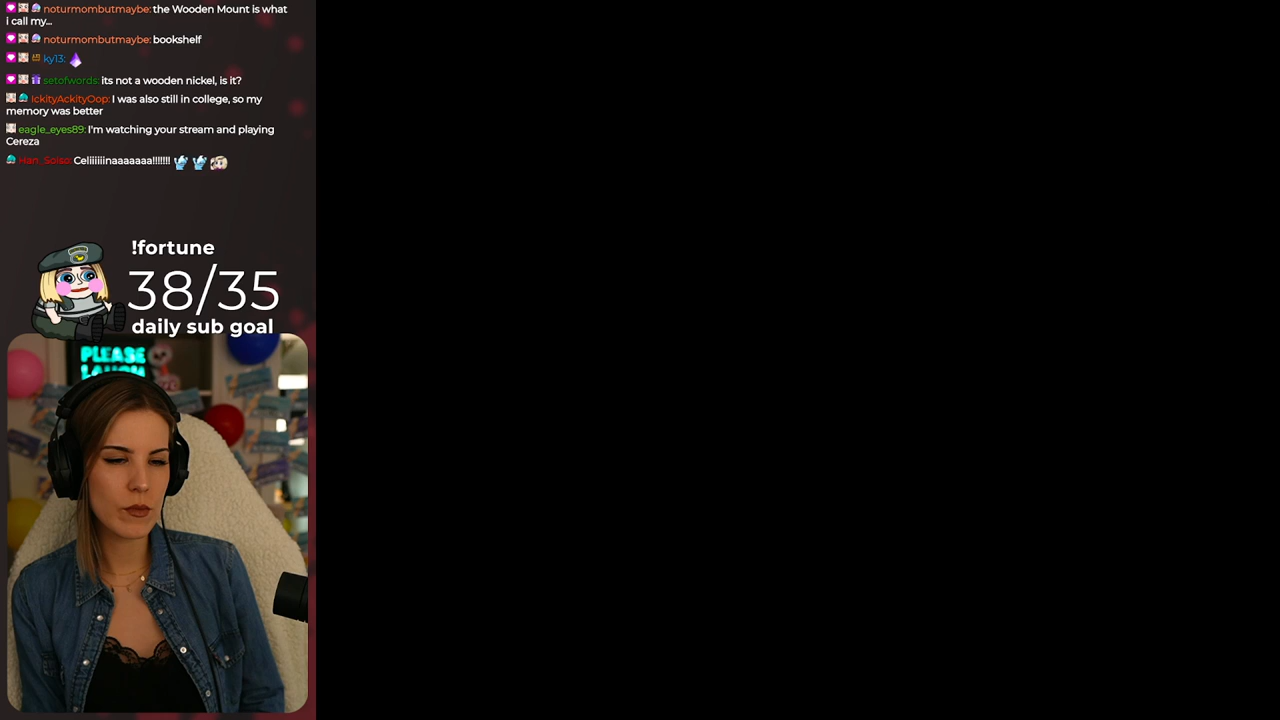 noturmombutmaybe: the Wooden Mount is what
i call my...
noturmombutmaybe: bookshelf
ky13:
setofwords: its not a wooden nickel, is it?
IckityAckityOop: I was also still in college, so my
memory was better
eagle_eyes89: I'm watching your stream and playing
Cereza
Han_Soiso: Celiiiiiinaaaaaaa!!!!!!!
!fortune
38/35
daily sub goal
PLEASE
LAUGH